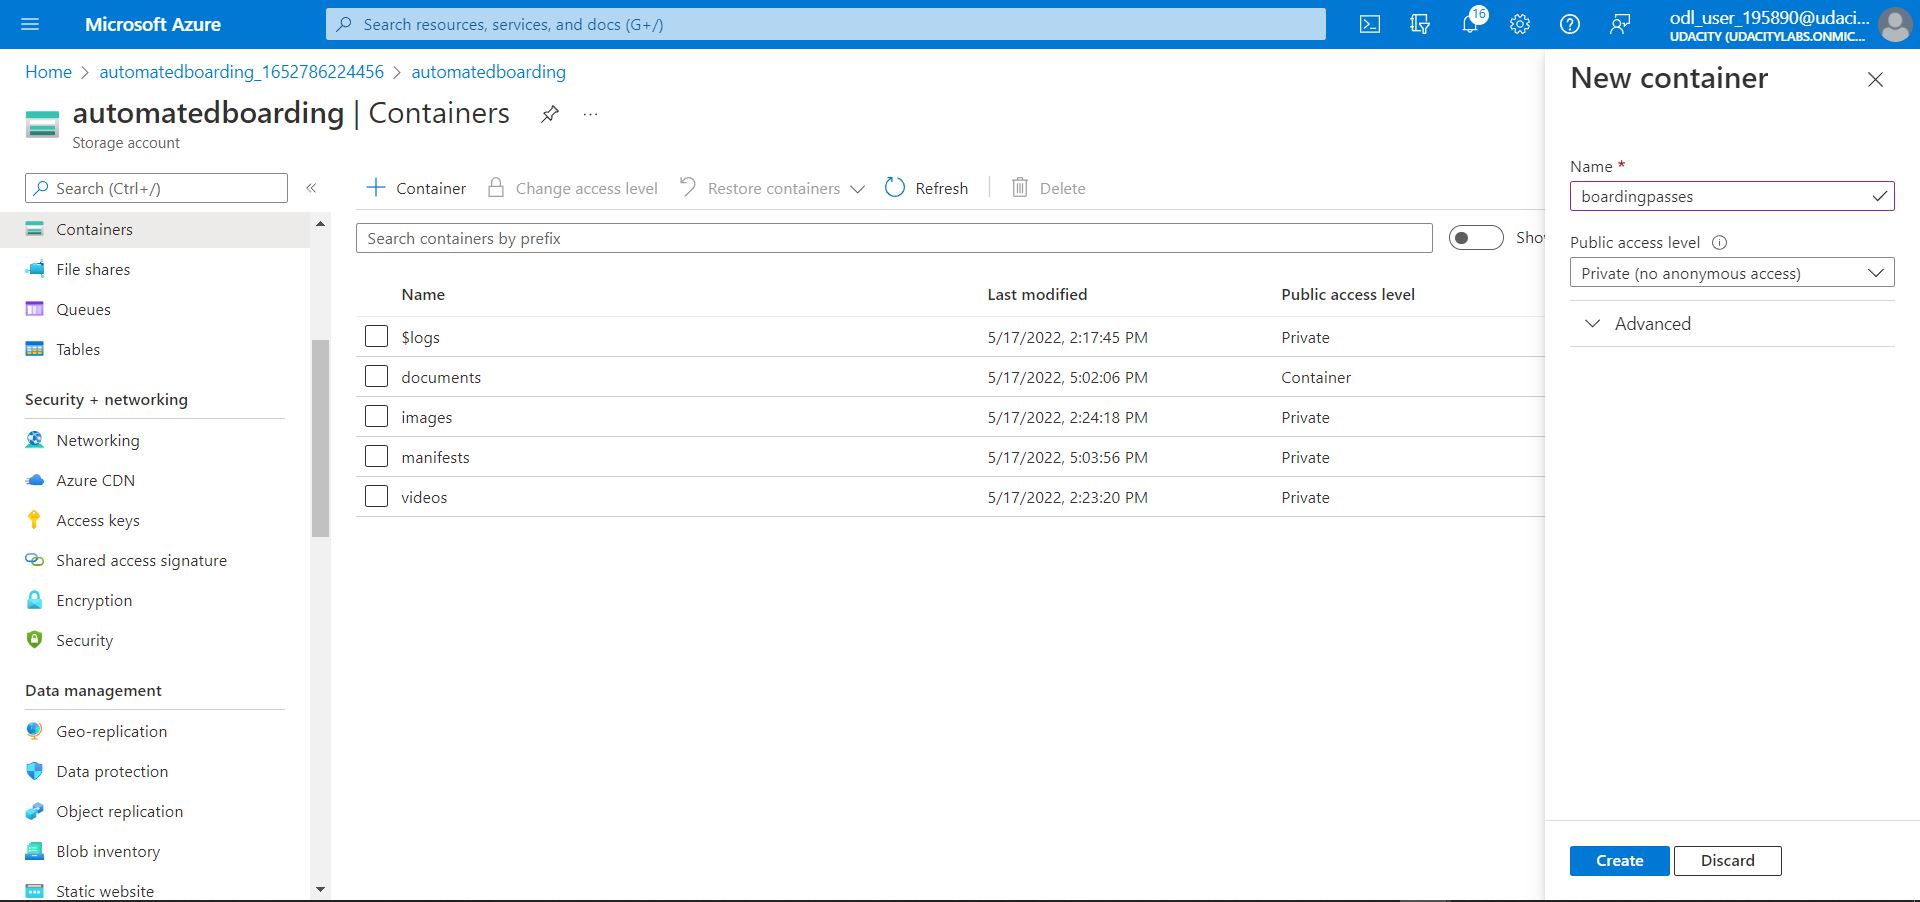 Microsoft Azure
Search resources, services, and docs (G+/)
16
odl_user_195890@udaci...
UDACITY (UDACITYLABS.ONMIC...
Home > automatedboarding_1652786224456 > automatedboarding
automatedboarding | Containers
...
Storage account
Search (Ctrl+/)
«
Containers
File shares
Queues
Tables
Security + networking
Networking
Azure CDN
Access keys
Shared access signature
Encryption
Security
Data management
Geo-replication
Data protection
Object replication
Blob inventory
Static website
+ Container
Change access level
Restore containers
Refresh
Delete
Search containers by prefix
Sho
Name Last modified Public access level
$logs 5/17/2022, 2:17:45 PM Private
documents 5/17/2022, 5:02:06 PM Container
images 5/17/2022, 2:24:18 PM Private
manifests 5/17/2022, 5:03:56 PM Private
videos 5/17/2022, 2:23:20 PM Private
New container
Name *
boardingpasses
Public access level
Private (no anonymous access)
Advanced
Create
Discard